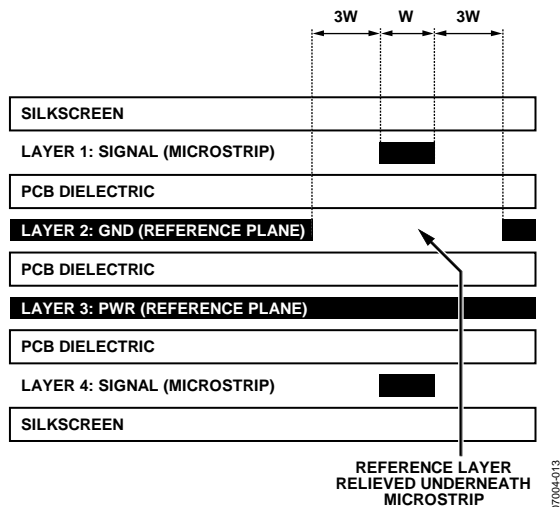 3W W 3W
SILKSCREEN
LAYER 1: SIGNAL (MICROSTRIP)
PCB DIELECTRIC
LAYER 2: GND (REFERENCE PLANE)
PCB DIELECTRIC
LAYER 3: PWR (REFERENCE PLANE)
PCB DIELECTRIC
LAYER 4: SIGNAL (MICROSTRIP)
SILKSCREEN
REFERENCE LAYER
RELIEVED UNDERNEATH
MICROSTRIP
07004-013